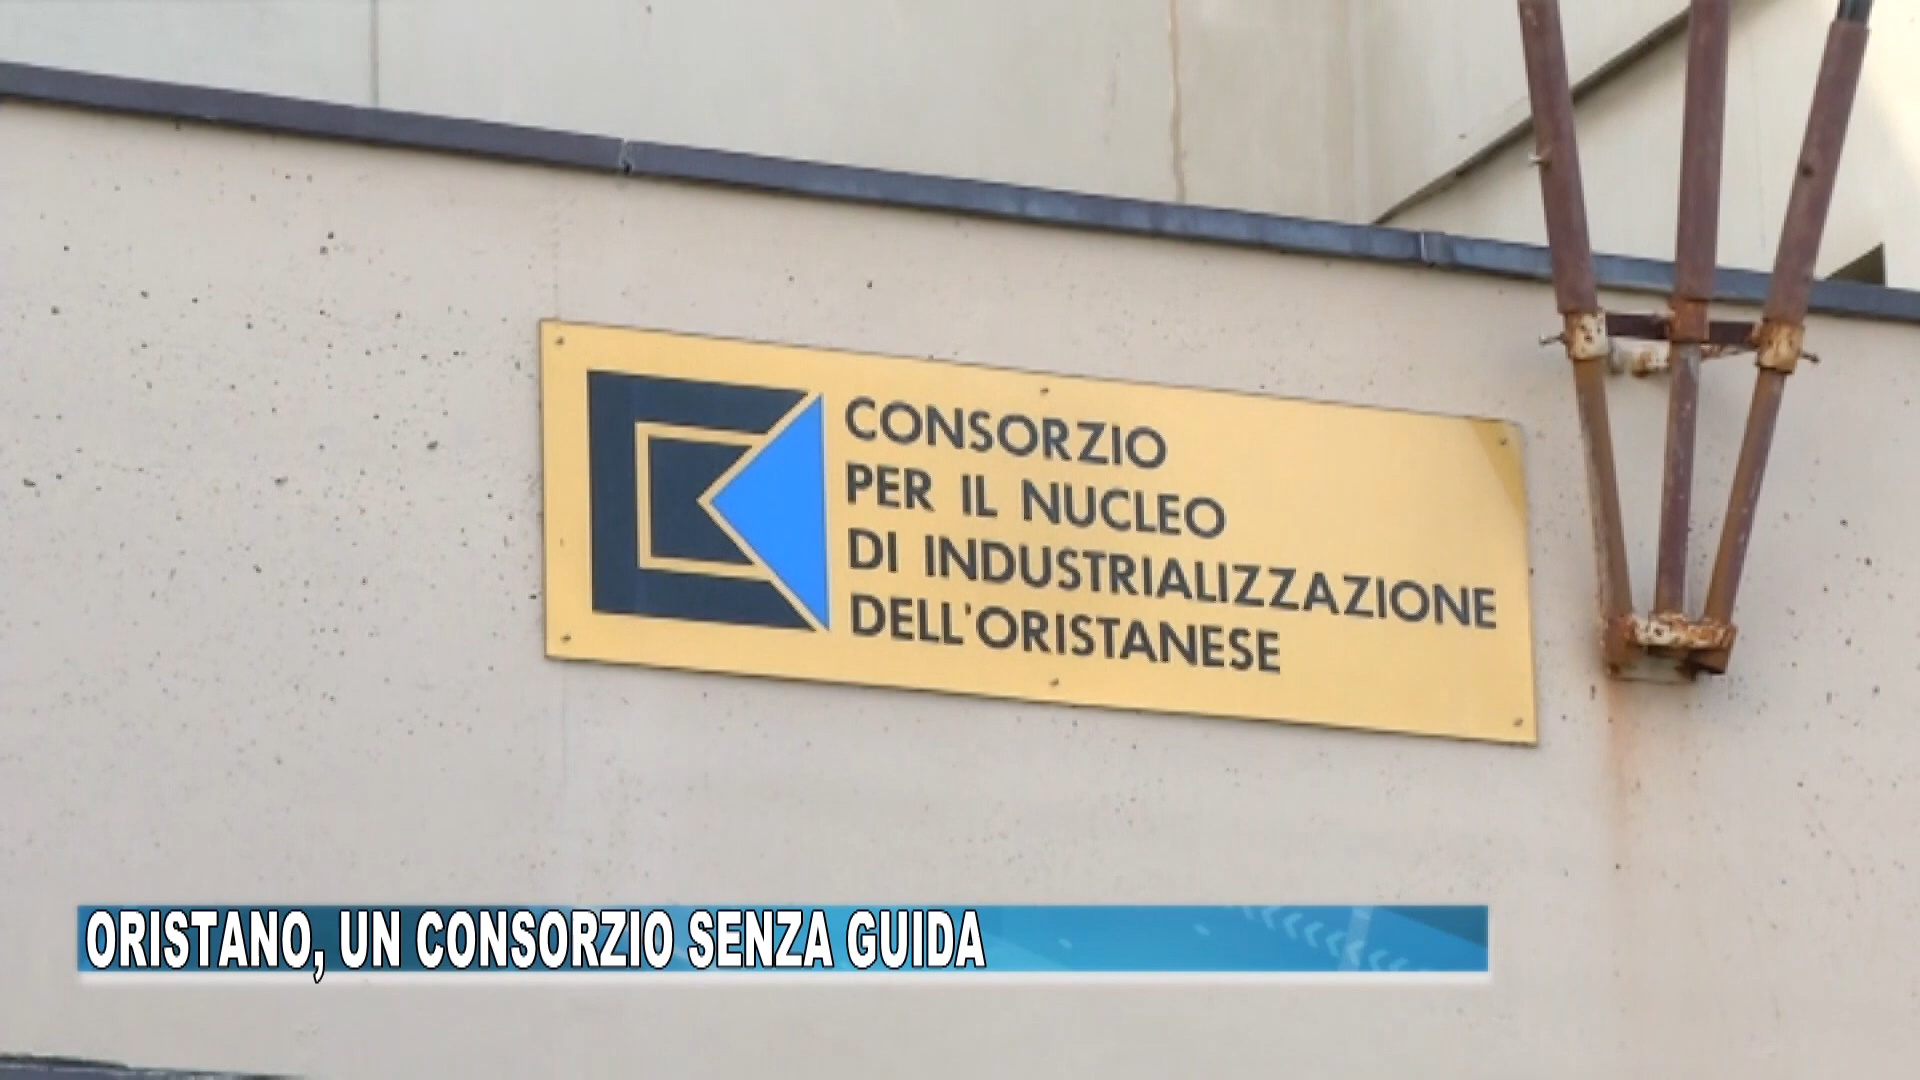 CONSORZIO
PER IL NUCLEO
DI INDUSTRIALIZZAZIONE
DELL'ORISTANESE
ORISTANO, UN CONSORZIO SENZA GUIDA